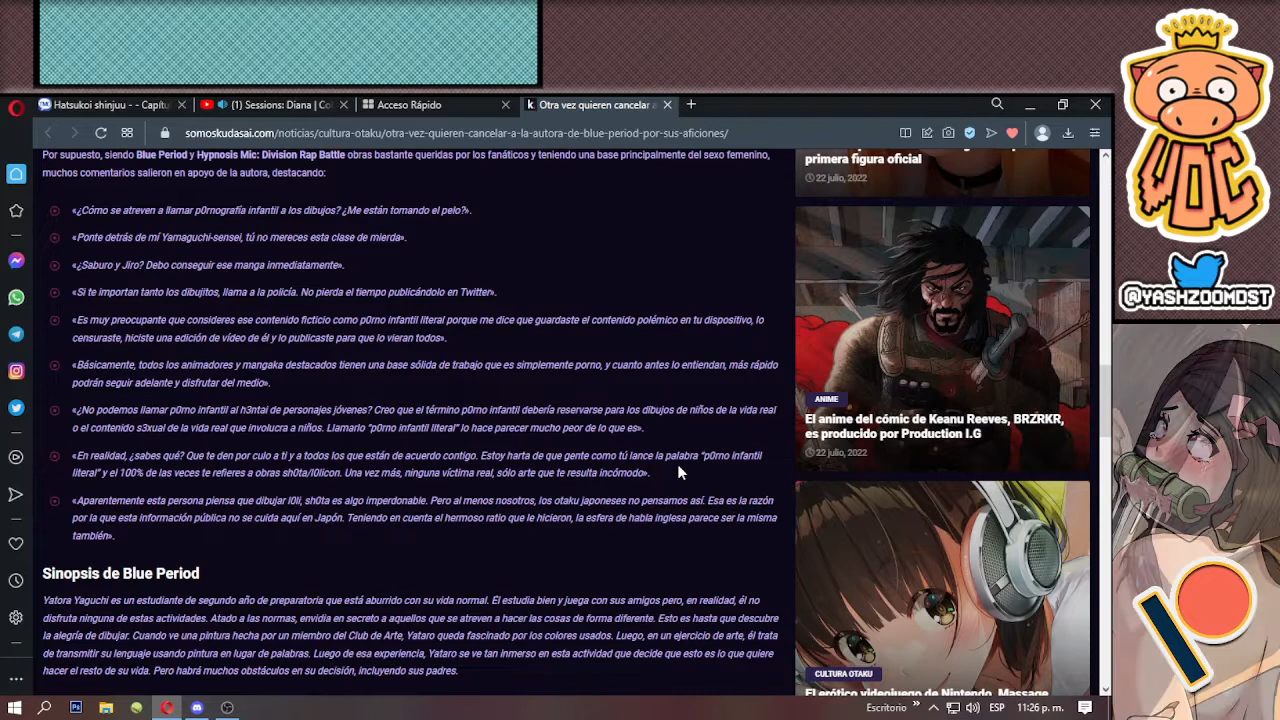 Hatsukoi shinjuu - - Capítul
(1) Sessions: Diana | Col
Acceso Rápido
Otra vez quieren cancelar a
somoskudasai.com/noticias/cultura-otaku/otra-vez-quieren-cancelar-a-la-autora-de-blue-period-por-sus-aficiones/
Por supuesto, siendo Blue Period y Hypnosis Mic: Division Rap Battle obras bastante queridas por los fanáticos y teniendo una base principalmente del sexo femenino,
muchos comentarios salieron en apoyo de la autora, destacando:
«¿Cómo se atreven a llamar p0rnografía infantil a los dibujos? ¿Me están tomando el pelo?».
«Ponte detrás de mí Yamaguchi-sensei, tú no mereces esta clase de mierda».
«¿Saburo y Jiro? Debo conseguir ese manga inmediatamente».
«Si te importan tanto los dibujitos, llama a la policía. No pierda el tiempo publicándolo en Twitter».
«Es muy preocupante que consideres ese contenido ficticio como p0rno infantil literal porque me dice que guardaste el contenido polémico en tu dispositivo, lo
censuraste, hiciste una edición de vídeo de él y lo publicaste para que lo vieran todos».
«Básicamente, todos los animadores y mangaka destacados tienen una base sólida de trabajo que es simplemente porno, y cuanto antes lo entiendan, más rápido
podrán seguir adelante y disfrutar del medio».
«¿No podemos llamar p0rno infantil al h3ntai de personajes jóvenes? Creo que el término p0rno infantil debería reservarse para los dibujos de niños de la vida real
o el contenido s3xual de la vida real que involucra a niños. Llamarlo “p0rno infantil literal” lo hace parecer mucho peor de lo que es».
«En realidad, ¿sabes qué? Que te den por culo a ti y a todos los que están de acuerdo contigo. Estoy harta de que gente como tú lance la palabra “p0rno infantil
literal” y el 100% de las veces te refieres a obras sh0ta/l0licon. Una vez más, ninguna víctima real, sólo arte que te resulta incómodo».
«Aparentemente esta persona piensa que dibujar l0li, sh0ta es algo imperdonable. Pero al menos nosotros, los otaku japoneses no pensamos así. Esa es la razón
por la que esta información pública no se cuida aquí en Japón. Teniendo en cuenta el hermoso ratio que le hicieron, la esfera de habla inglesa parece ser la misma
también».
Sinopsis de Blue Period
Yatora Yaguchi es un estudiante de segundo año de preparatoria que está aburrido con su vida normal. Él estudia bien y juega con sus amigos pero, en realidad, él no
disfruta ninguna de estas actividades. Atado a las normas, envidia en secreto a aquellos que se atreven a hacer las cosas de forma diferente. Esto es hasta que descubre
la alegría de dibujar. Cuando ve una pintura hecha por un miembro del Club de Arte, Yataro queda fascinado por los colores usados. Luego, en un ejercicio de arte, él trata
de transmitir su lenguaje usando pintura en lugar de palabras. Luego de esa experiencia, Yataro se ve tan inmerso en esta actividad que decide que esto es lo que quiere
hacer el resto de su vida. Pero habrá muchos obstáculos en su decisión, incluyendo sus padres.
primera figura oficial
22 julio, 2022
ANIME
El anime del cómic de Keanu Reeves, BRZRKR,
es producido por Production I.G
22 julio, 2022
CULTURA OTAKU
El erótico videojuego de Nintendo, Massage
WOC
@YASHZOOMDST
Escritorio
ESP
11:26 p. m.